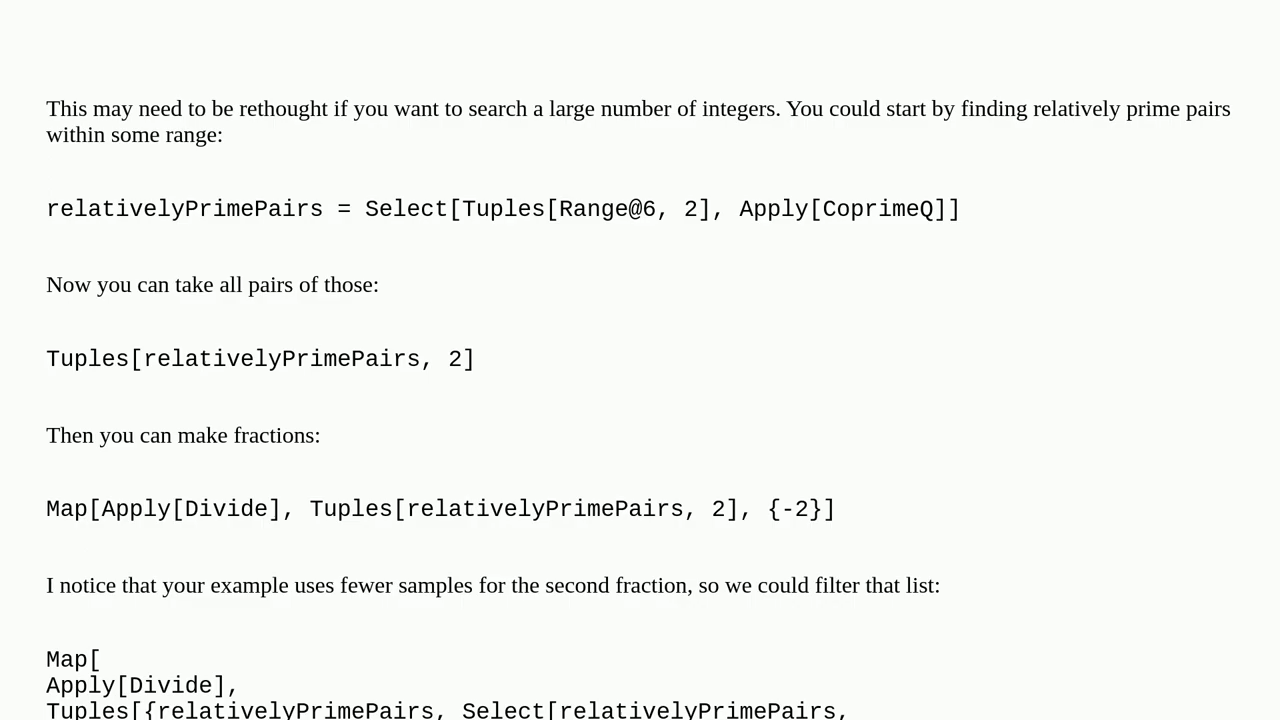 This may need to be rethought if you want to search a large number of integers. You could start by finding relatively prime pairs
within some range:
relativelyPrimePairs = Select[Tuples[Range@6, 2], Apply[CoprimeQ]]
Now you can take all pairs of those:
Tuples[relativelyPrimePairs, 2]
Then you can make fractions:
Map[Apply[Divide], Tuples[relativelyPrimePairs, 2], {-2}]
I notice that your example uses fewer samples for the second fraction, so we could filter that list:
Map[
Apply[Divide],
Tuples[{relativelyPrimePairs, Select[relativelyPrimePairs,